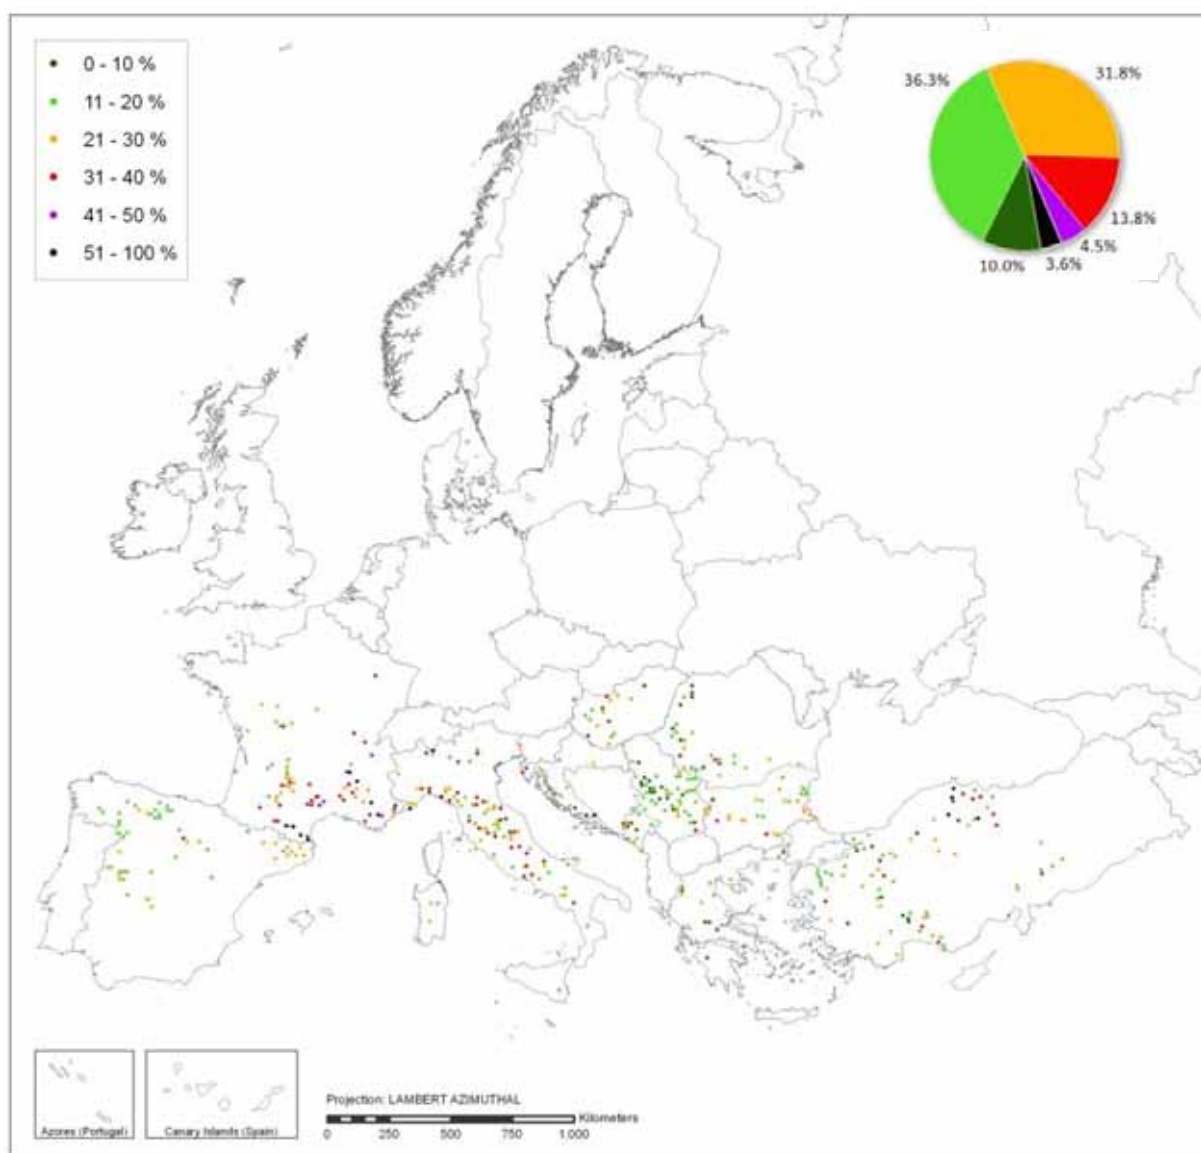 0 - 10 %
11 - 20 %
21 - 30 %
31 - 40 %
41 - 50 %
51 - 100 %
36.3%
31.8%
13.8%
4.5%
3.6%
10.0%
Azores (Portugal)
Canary Islands (Spain)
Projection: LAMBERT AZIMUTHAL
Kilometers
0 250 500 750 1.000